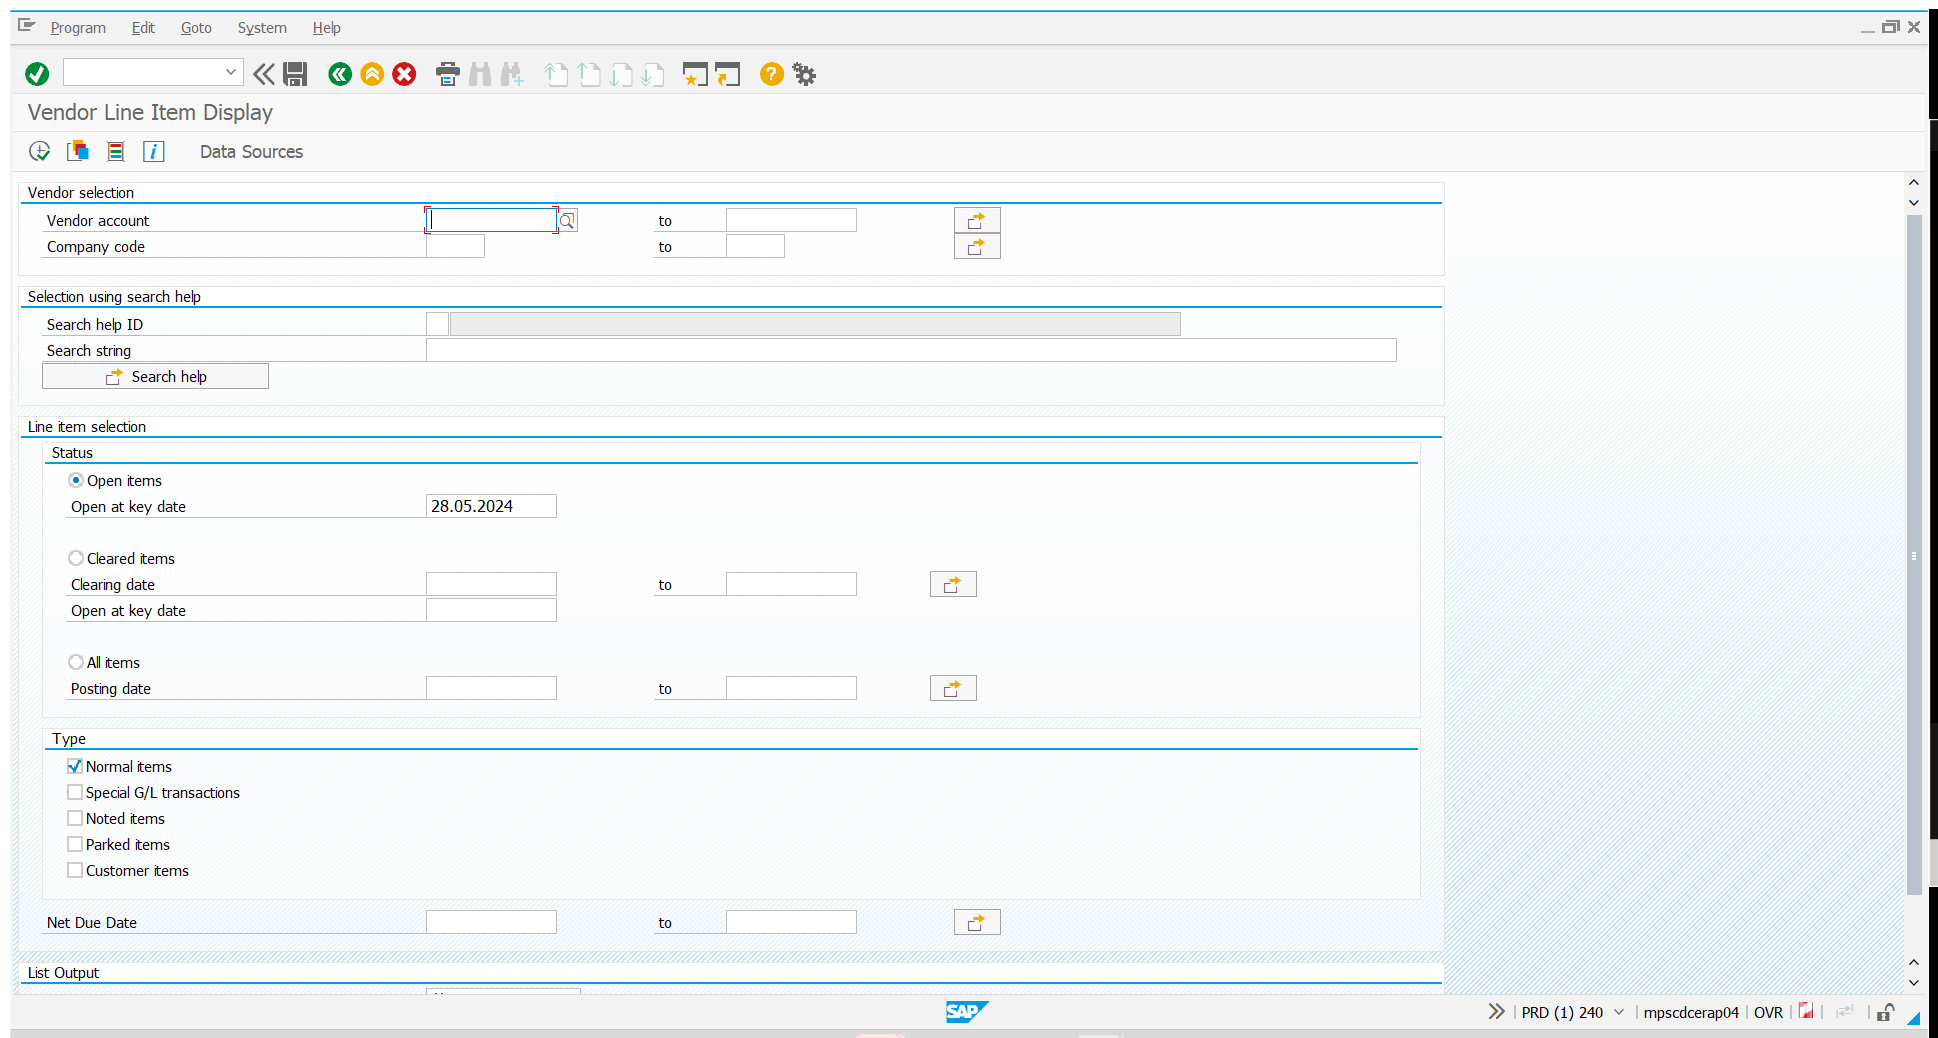 Program Edit Goto System Help
Vendor Line Item Display
Data Sources
Vendor selection
Vendor account to
Company code to
Selection using search help
Search help ID
Search string
Search help
Line item selection
Status
Open items
Open at key date 28.05.2024
Cleared items
Clearing date to
Open at key date
All items
Posting date to
Type
Normal items
Special G/L transactions
Noted items
Parked items
Customer items
Net Due Date to
List Output
SAP PRD (1) 240 mpscdcerap04 OVR